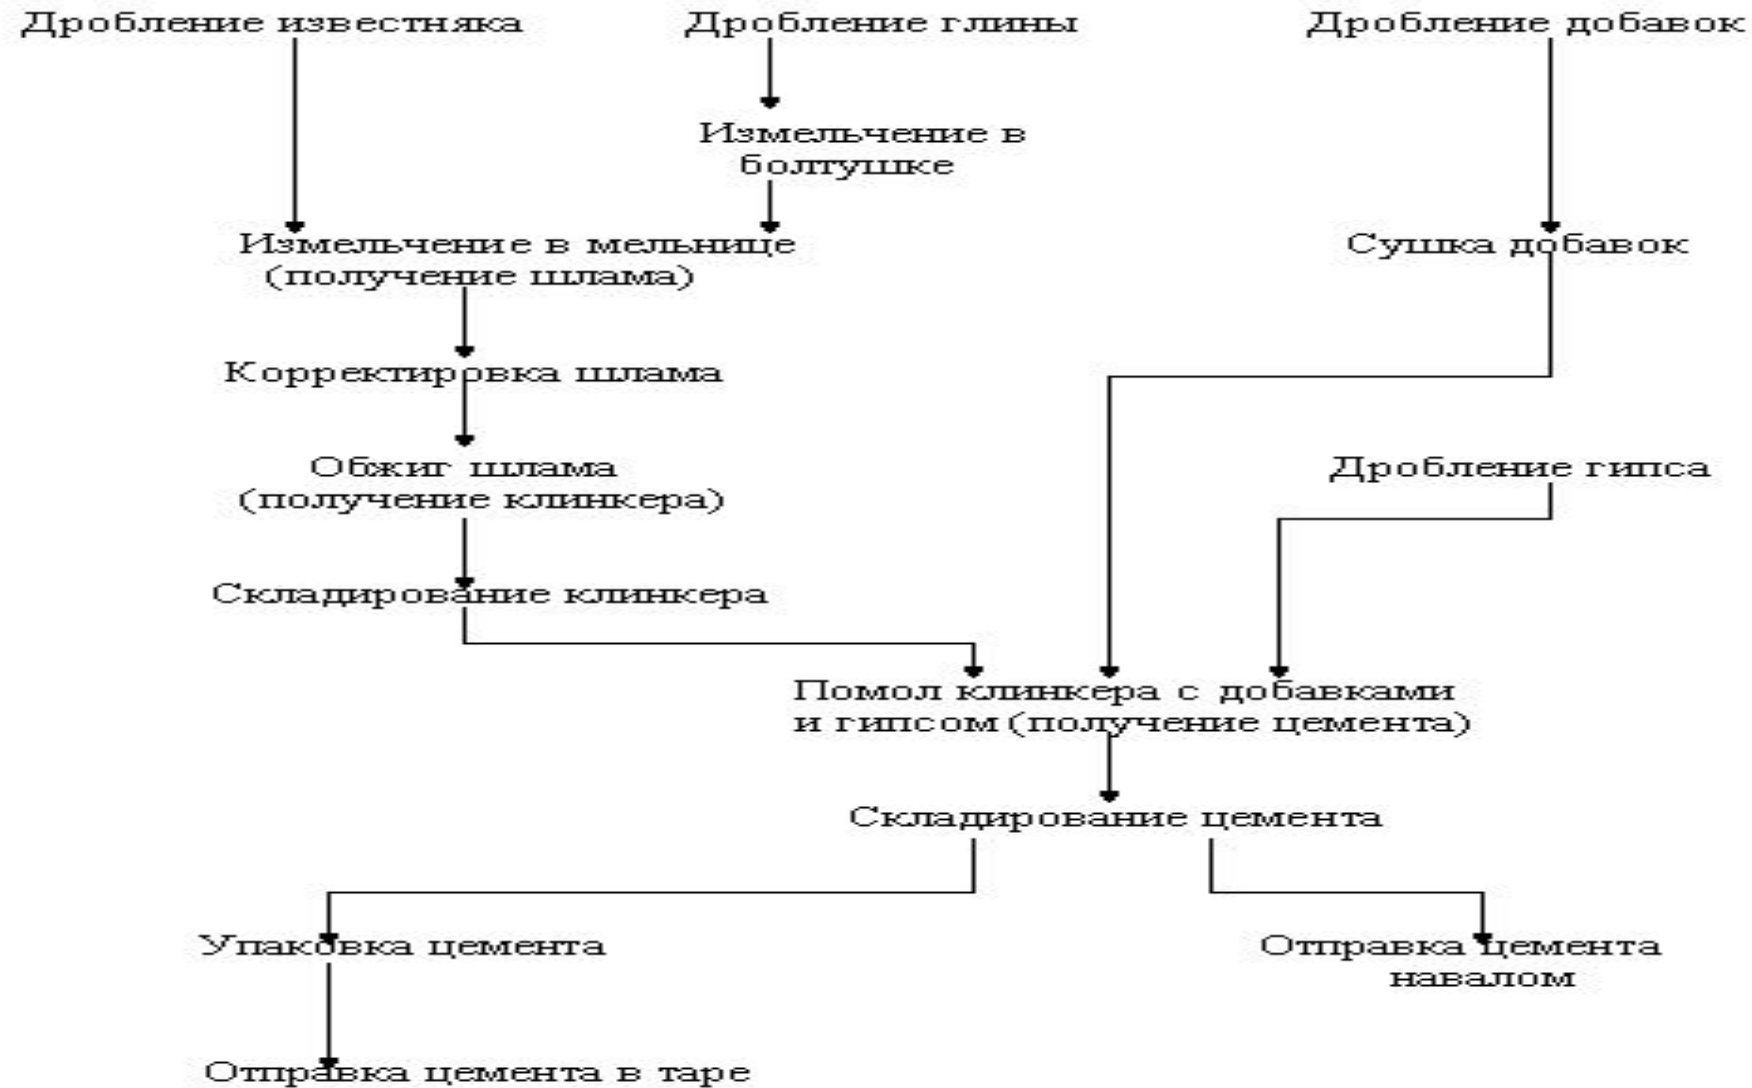 Дробление известняка
Дробление глины
Дробление добавок
Измельчение в
болтушке
Измельчение в мельнице
(получение шлама)
Сушка добавок
Корректировка шлама
Обжиг шлама
(получение клинкера)
Дробление гипса
Складирование клинкера
Помол клинкера с добавками
и гипсом (получение цемента)
Складирование цемента
Упаковка цемента
Отправка цемента
навалом
Отправка цемента в таре